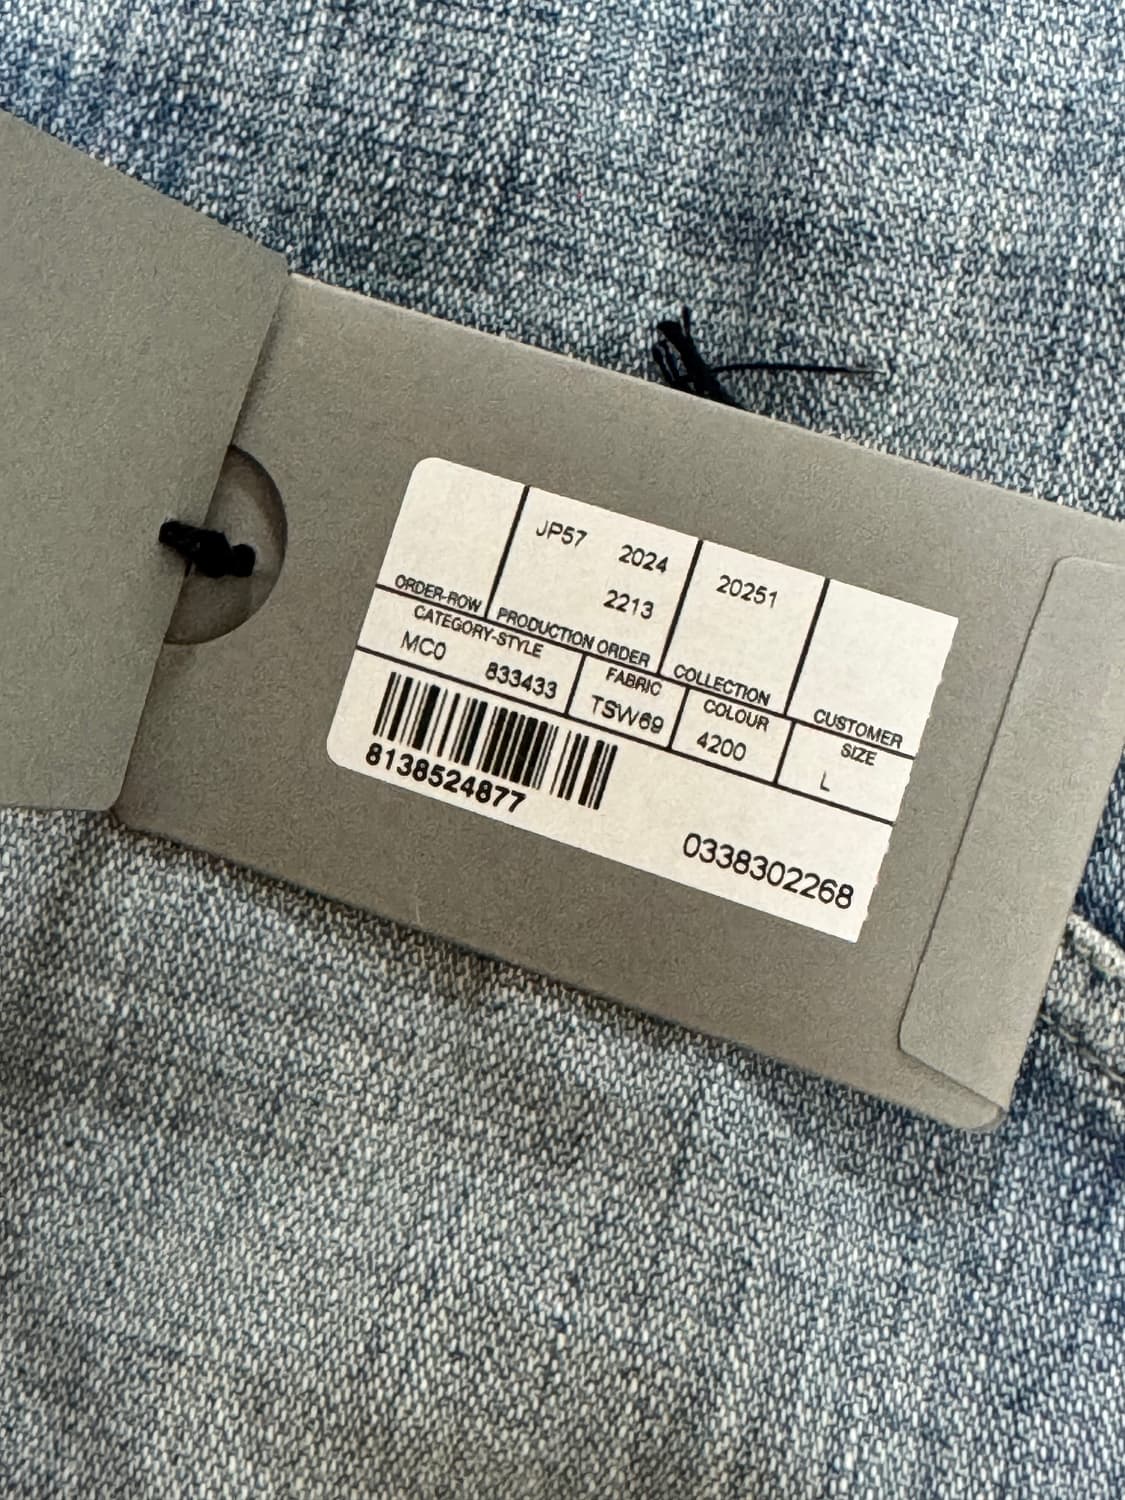 JP57 2024
2213
20251
ORDER-ROW
PRODUCTION ORDER
COLLECTION
CUSTOMER
CATEGORY-STYLE
MC0 833433
FABRIC
TSW69
COLOUR
4200
SIZE
L
8138524877
0338302268